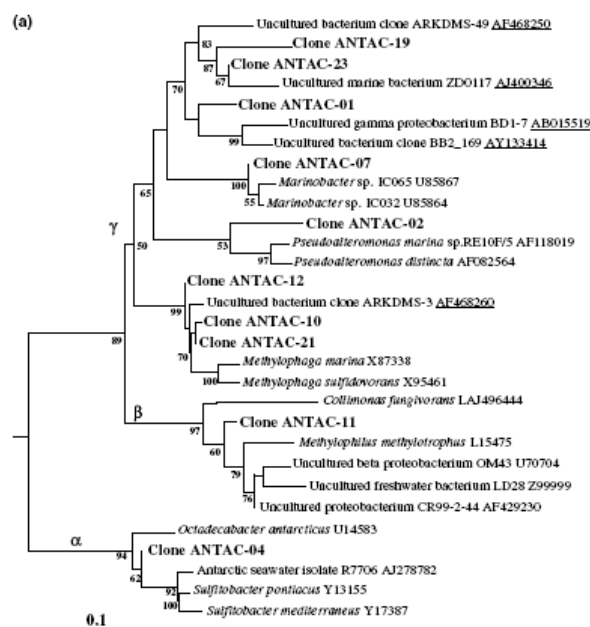 (a)
Uncultured bacterium clone ARKDMS-49 AF468250
83
Clone ANTAC-19
87
Clone ANTAC-23
67
Uncultured marine bacterium ZD0117 AJ400346
70
Clone ANTAC-01
Uncultured gamma proteobacterium BD1-7 AB015519
99
Uncultured bacterium clone BB2_169 AY133414
Clone ANTAC-07
100
Marinobacter sp. IC065 U85867
65
55
Marinobacter sp. IC032 U85864
Clone ANTAC-02
γ
50
53
Pseudoalteromonas marina sp.RE10F/5 AF118019
97
Pseudoalteromonas distincta AF082564
Clone ANTAC-12
99
Uncultured bacterium clone ARKDMS-3 AF468260
Clone ANTAC-10
89
Clone ANTAC-21
70
Methylophaga marina X87338
100
Methylophaga sulfidovorans X95461
Collimonas fungivorans LAJ496444
β
97
Clone ANTAC-11
60
Methylophilus methylotrophus L15475
79
Uncultured beta proteobacterium OM43 U70704
Uncultured freshwater bacterium LD28 Z99999
76
Uncultured proteobacterium CR99-2-44 AF429230
Octadecabacter antarcticus U14583
α
94
Clone ANTAC-04
62
Antarctic seawater isolate R7706 AJ278782
92
Sulfitobacter pontiacus Y13155
100
Sulfitobacter mediterraneus Y17387
0.1